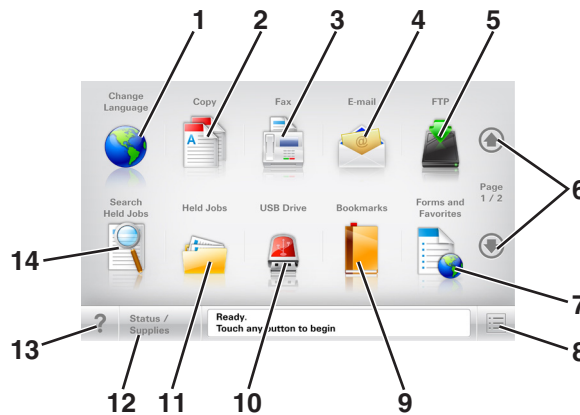 1 2 3 4 5
Change
Language
Copy
Fax
E-mail
FTP
A
@
6
Page
1 / 2
Search
Held Jobs
Held Jobs
USB Drive
Bookmarks
Forms and
Favorites
14
7
?
Status /
Supplies
Ready.
Touch any button to begin
13
12
11
10
9
8